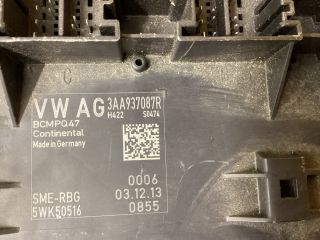 C
VW AG 3AA937087R
H422 S0474
BCMPQ47
Continental
Made in Germany
0006
SME-RBG 03.12.13
5WK50516 0855